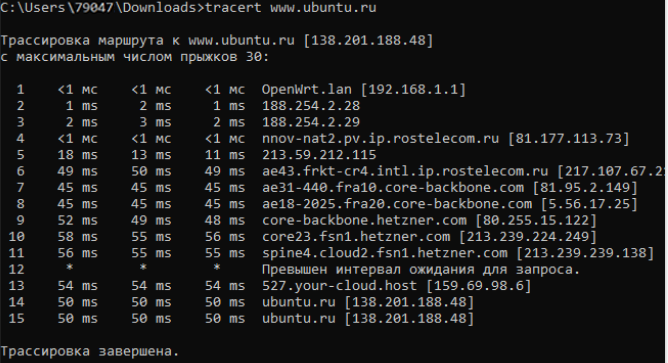 C:\Users\79047\Downloads>tracert www.ubuntu.ru
Трассировка маршрута к www.ubuntu.ru [138.201.188.48]
с максимальным числом прыжков 30:
1 <1 мс <1 мс <1 мс OpenWrt.lan [192.168.1.1]
2 1 ms 2 ms 1 ms 188.254.2.28
3 2 ms 3 ms 2 ms 188.254.2.29
4 <1 мс <1 мс <1 мс nnov-nat2.pv.ip.rostelecom.ru [81.177.113.73]
5 18 ms 13 ms 11 ms 213.59.212.115
6 49 ms 50 ms 49 ms ae43.frkt-cr4.intl.ip.rostelecom.ru [217.107.67.2
7 45 ms 45 ms 45 ms ae31-440.fra10.core-backbone.com [81.95.2.149]
8 45 ms 45 ms 45 ms ae18-2025.fra20.core-backbone.com [5.56.17.25]
9 52 ms 49 ms 48 ms core-backbone.hetzner.com [80.255.15.122]
10 58 ms 55 ms 56 ms core23.fsn1.hetzner.com [213.239.224.249]
11 56 ms 55 ms 55 ms spine4.cloud2.fsn1.hetzner.com [213.239.239.138]
12 * * * Превышен интервал ожидания для запроса.
13 54 ms 54 ms 54 ms 527.your-cloud.host [159.69.98.6]
14 50 ms 50 ms 50 ms ubuntu.ru [138.201.188.48]
15 50 ms 50 ms 50 ms ubuntu.ru [138.201.188.48]
Трассировка завершена.